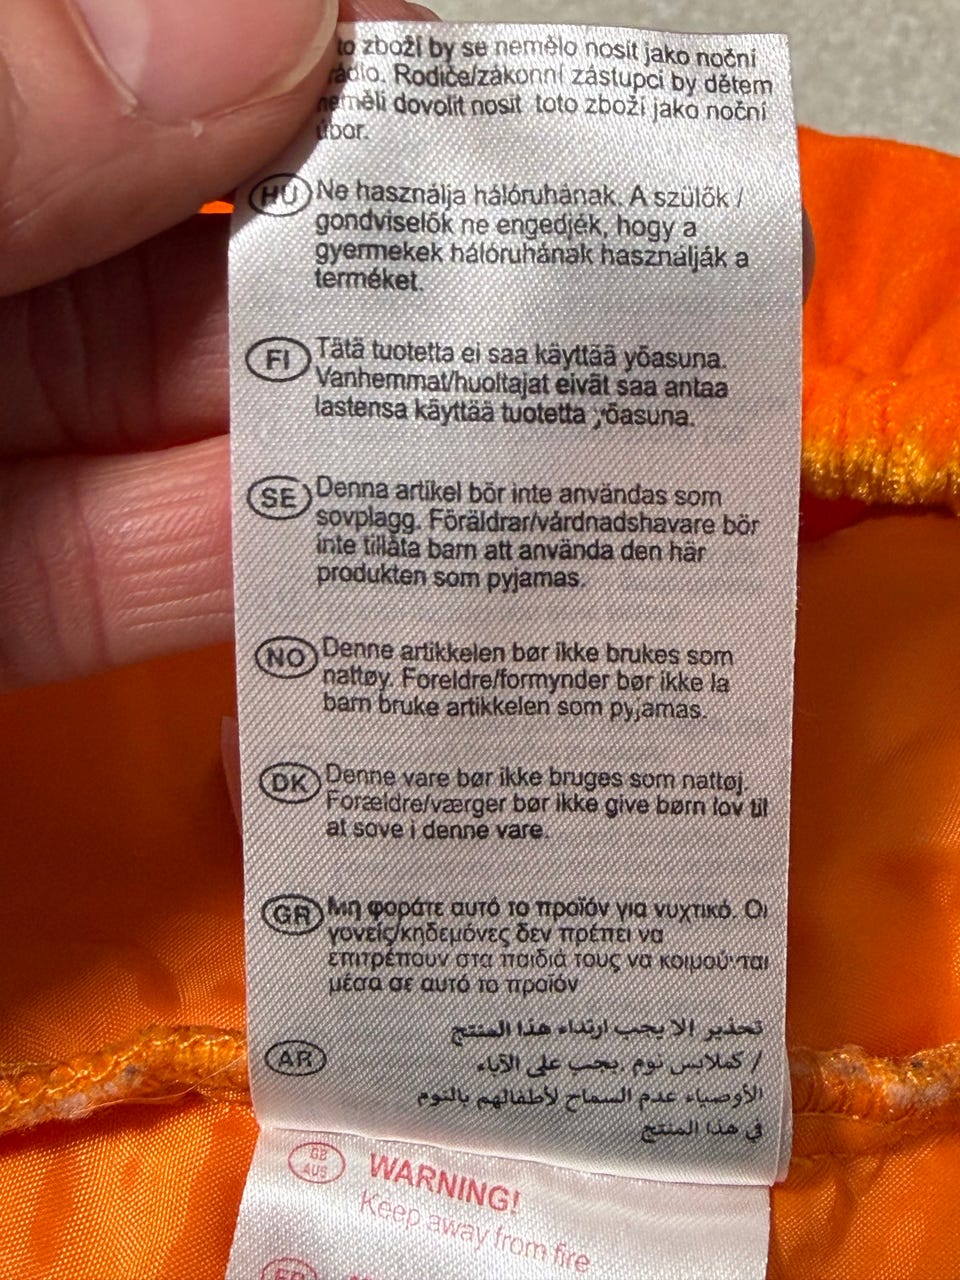 to zboží by se nemělo nosit jako noční
rádlo. Rodiče/zákonní zástupci by dětem
neměli dovolit nosit toto zboží jako noční
úbor.
HU Ne használja hálóruhának. A szülők /
gondviselők ne engedjék, hogy a
gyermekek hálóruhának használják a
terméket.
FI Tätä tuotetta ei saa käyttää yöasuna.
Vanhemmat/huoltajat eivät saa antaa
lastensa käyttää tuotetta yöasuna.
SE Denna artikel bör inte användas som
sovplagg. Föräldrar/vårdnadshavare bör
inte tillåta barn att använda den här
produkten som pyjamas.
NO Denne artikkelen bør ikke brukes som
nattøy. Foreldre/formynder bør ikke la
barn bruke artikkelen som pyjamas.
DK Denne vare bør ikke bruges som nattøj.
Forældre/værger bør ikke give børn lov til
at sove i denne vare.
GR Μη φοράτε αυτό το προϊόν για νυχτικό. Οι
γονείς/κηδεμόνες δεν πρέπει να
επιτρέπουν στα παιδιά τους να κοιμούνται
μέσα σε αυτό το προϊόν
تحذير !لا يجب ارتداء هذا المنتج
AR كملابس نوم .يجب على الآباء /
الأوصياء عدم السماح لأطفالهم بالنوم
في هذا المنتج
GB
AUS WARNING!
Keep away from fire